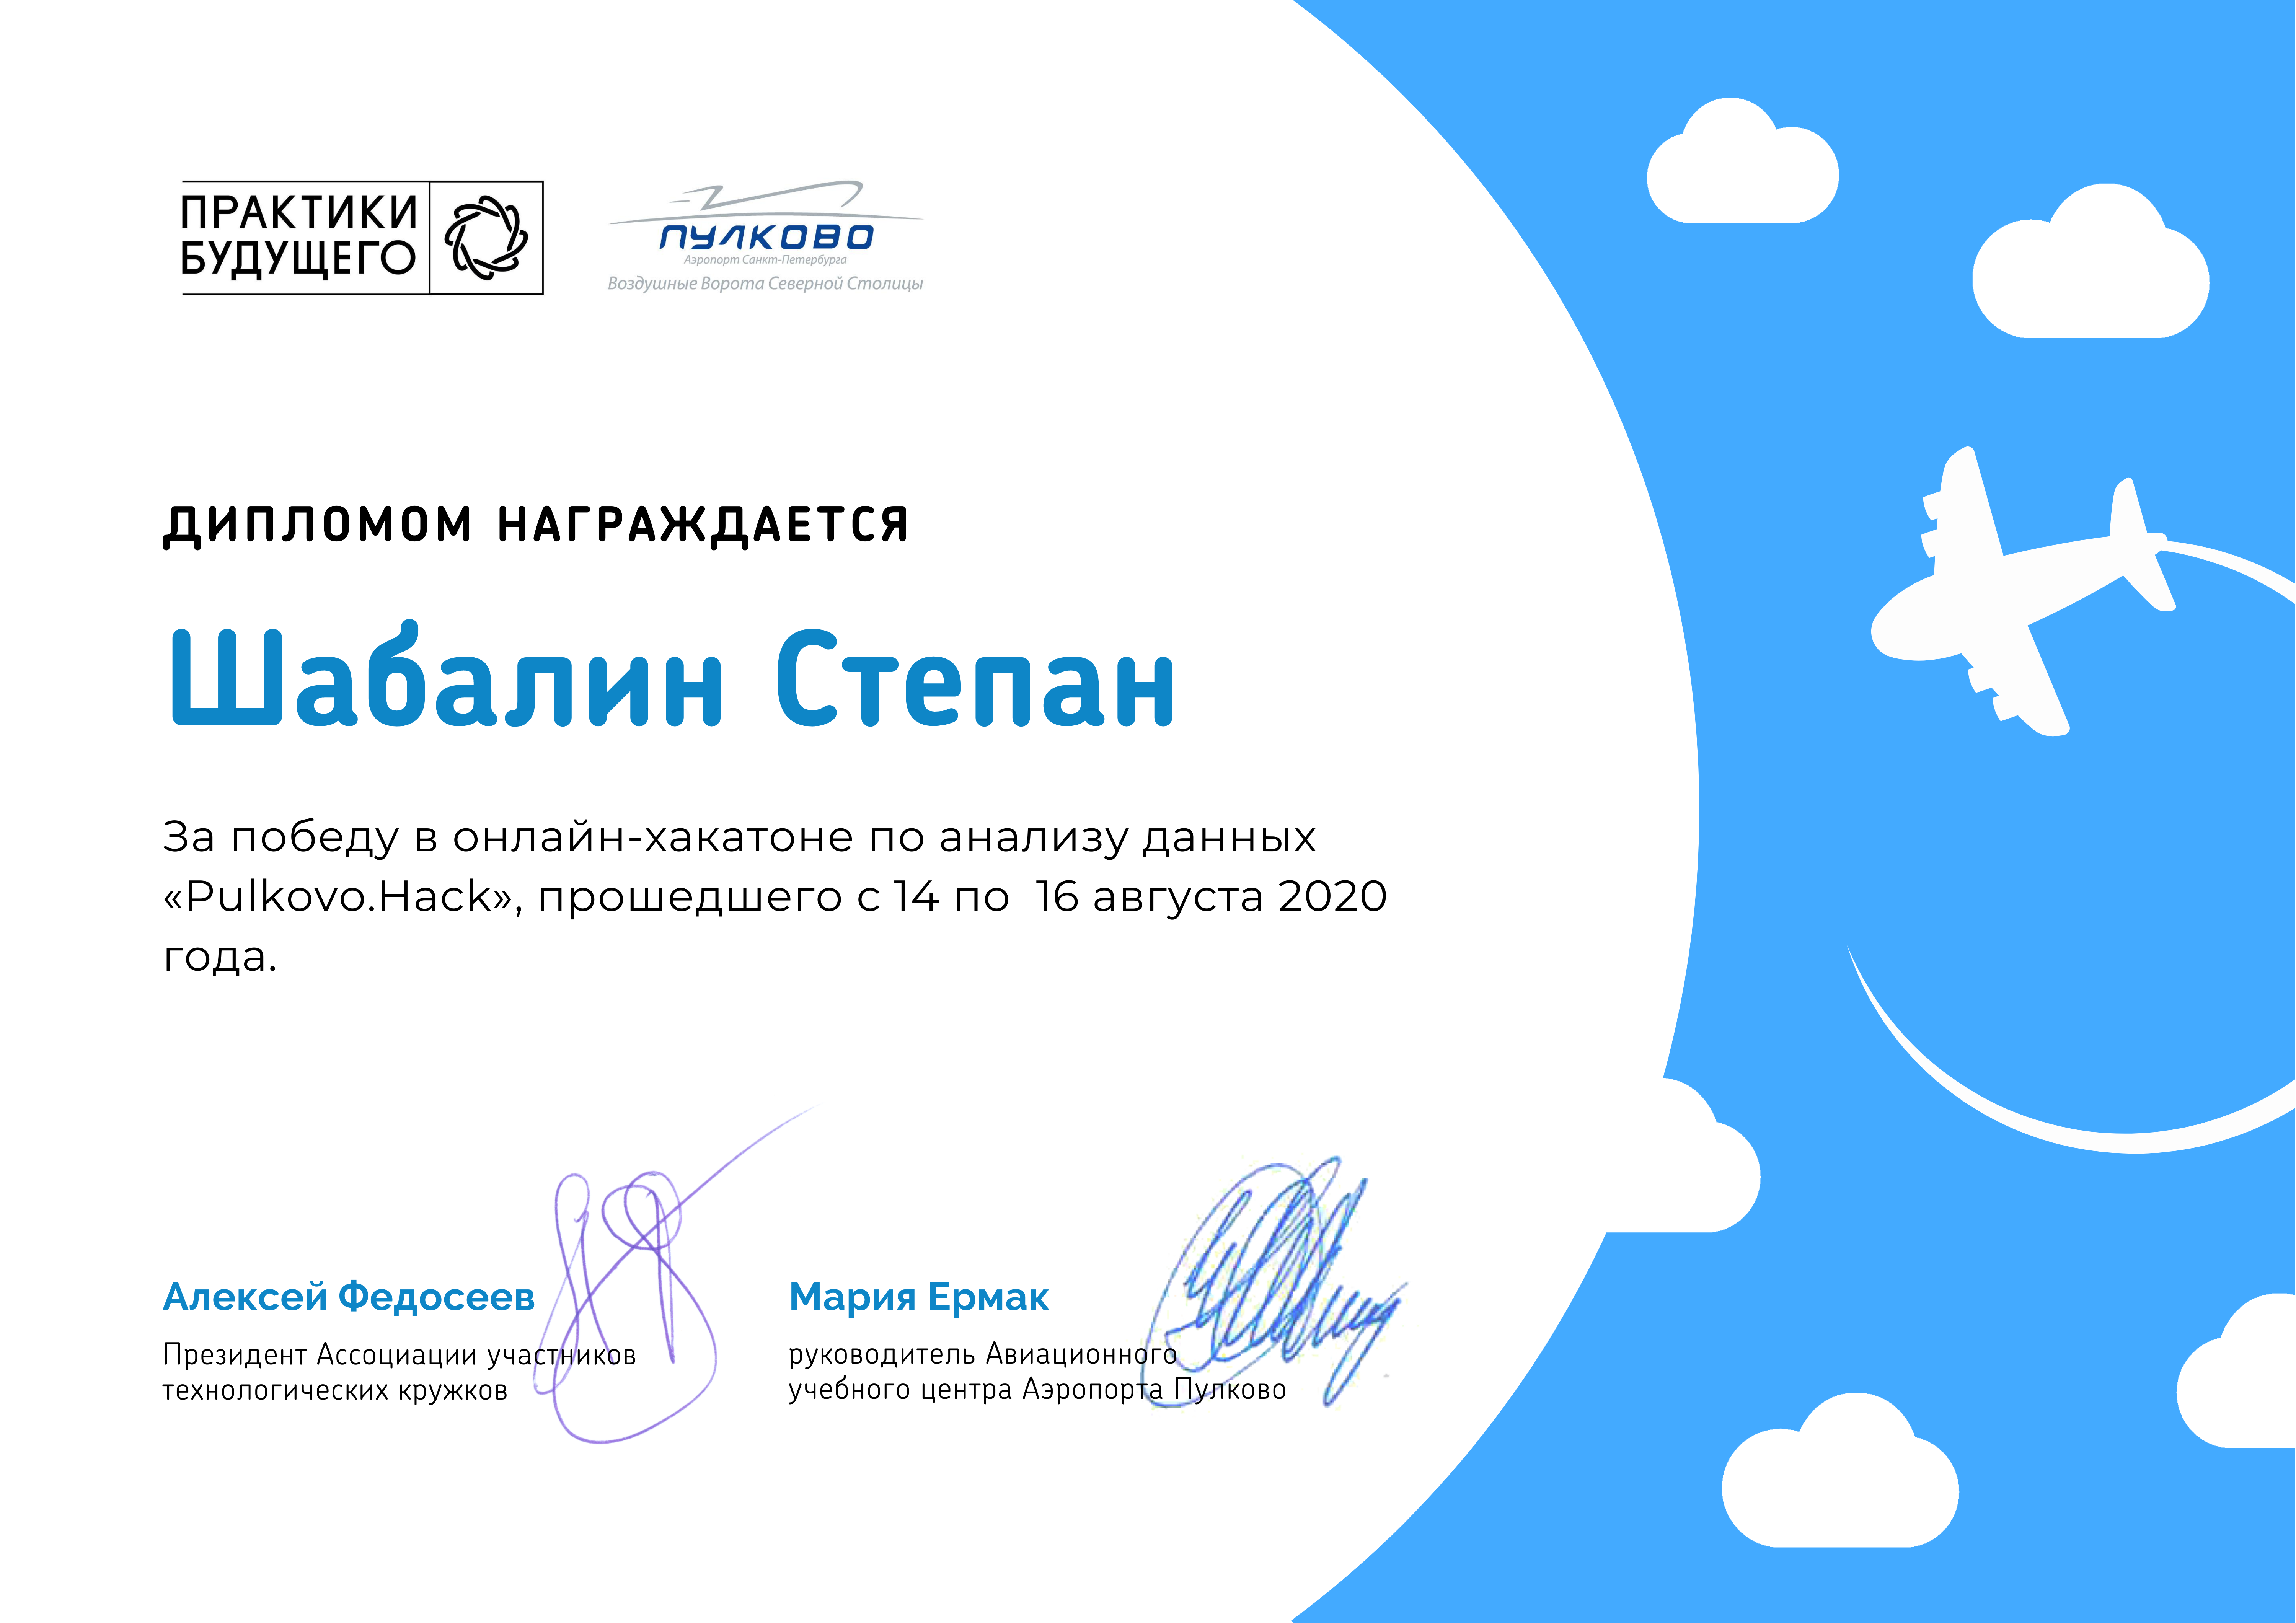 ПРАКТИКИ
БУДУЩЕГО
ПУЛКОВО
Аэропорт Санкт-Петербурга
Воздушные Ворота Северной Столицы
ДИПЛОМОМ НАГРАЖДАЕТСЯ
Шабалин Степан
За победу в онлайн-хакатоне по анализу данных
«Pulkovo.Hack», прошедшего с 14 по 16 августа 2020
года.
Алексей Федосеев
Президент Ассоциации участников
технологических кружков
Мария Ермак
руководитель Авиационного
учебного центра Аэропорта Пулково